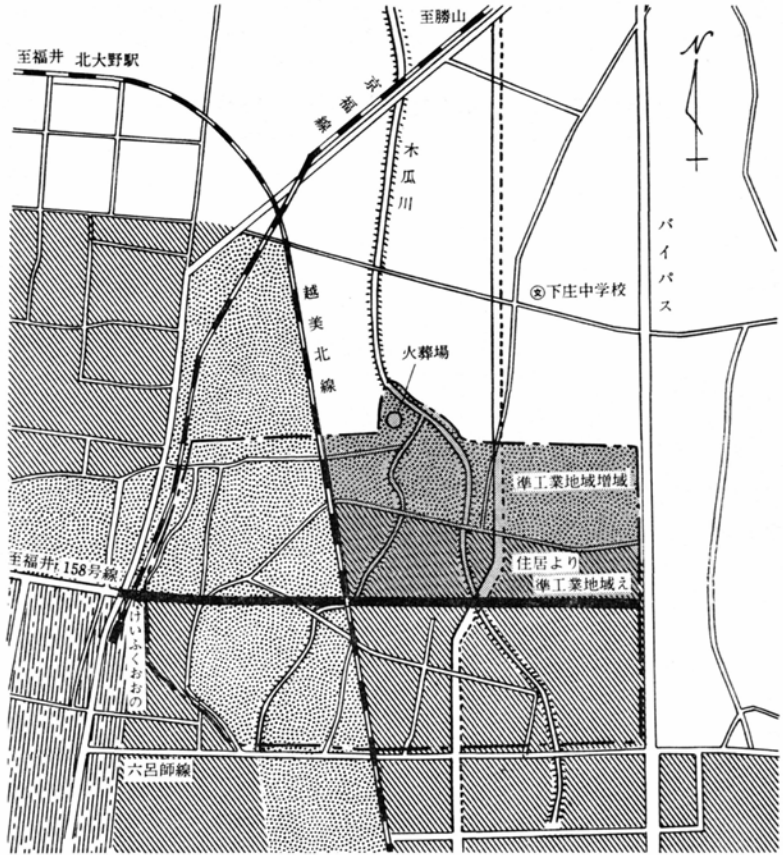 至勝山
至福井 北大野駅
京福線
木瓜川
バイパス
文 下庄中学校
越美北線
火葬場
準工業地域増域
住居より
準工業地域え
至福井 158号線
けいふくおおの
六呂師線
N